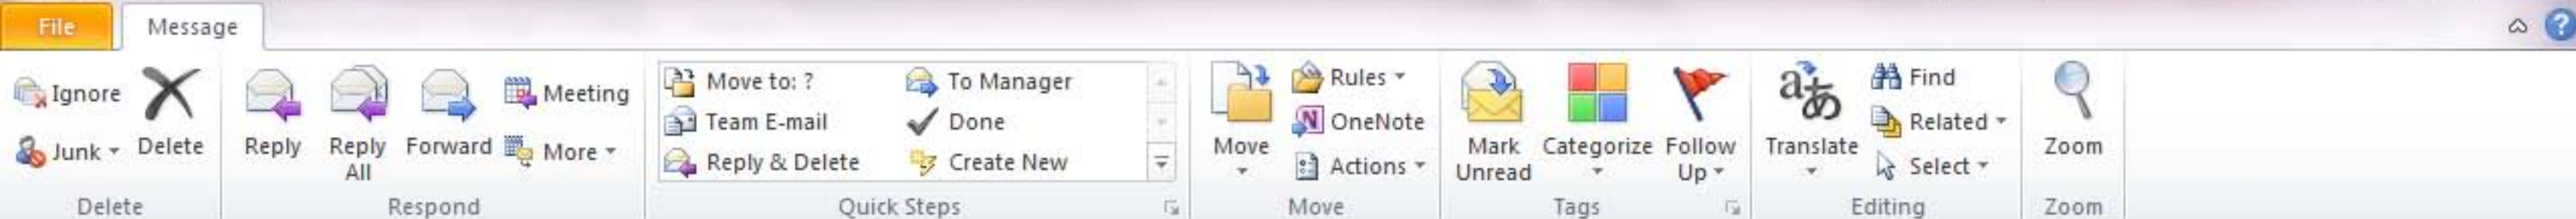 File
Message
Ignore
Junk
Delete
Delete
Reply
Reply All
Forward
Meeting
More
Respond
Move to: ?
Team E-mail
Reply & Delete
To Manager
Done
Create New
Quick Steps
Move
Rules
OneNote
Actions
Move
Mark Unread
Categorize
Follow Up
Tags
Translate
Find
Related
Select
Editing
Zoom
Zoom